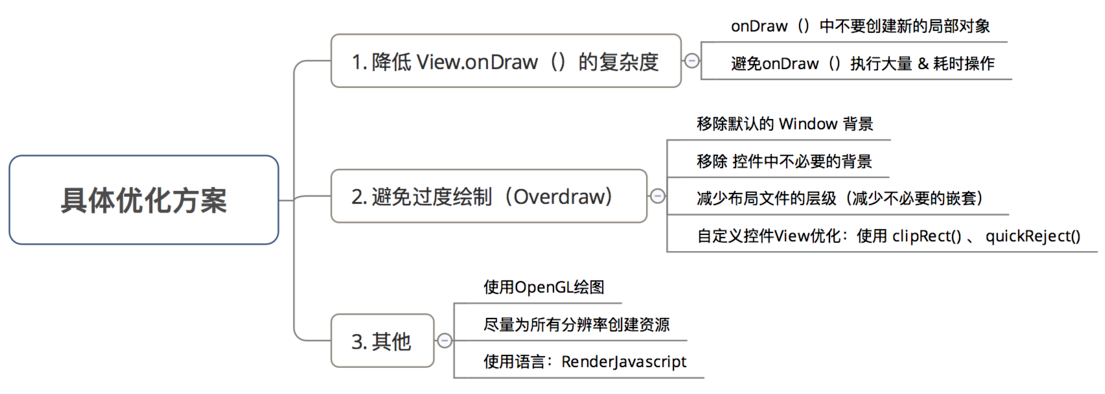 具体优化方案
1. 降低 View.onDraw（）的复杂度
onDraw（）中不要创建新的局部对象
避免onDraw（）执行大量 & 耗时操作
2. 避免过度绘制（Overdraw）
移除默认的 Window 背景
移除 控件中不必要的背景
减少布局文件的层级（减少不必要的嵌套）
自定义控件View优化：使用 clipRect() 、 quickReject()
3. 其他
使用OpenGL绘图
尽量为所有分辨率创建资源
使用语言：RenderJavascript